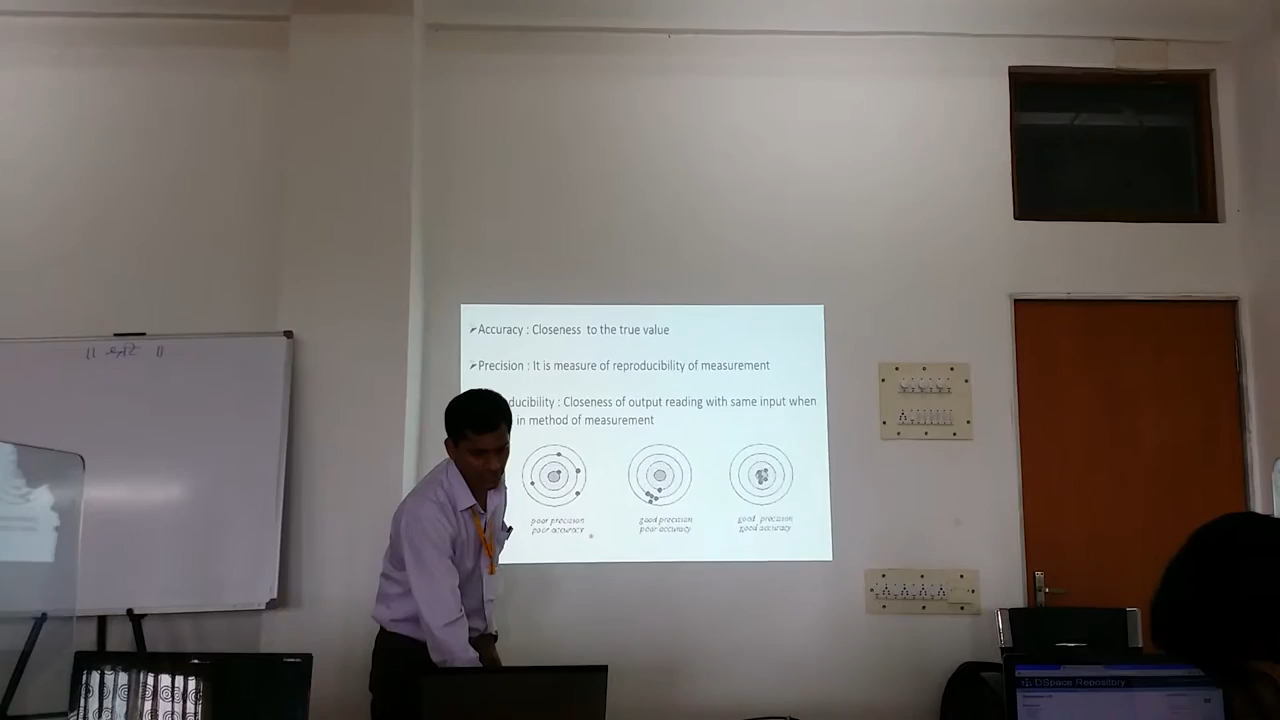 ➢Accuracy : Closeness to the true value
➢Precision : It is measure of reproducibility of measurement
ducibility : Closeness of output reading with same input when
in method of measurement
poor precision
poor accuracy
good precision
poor accuracy
good precision
good accuracy
DSpace Repository